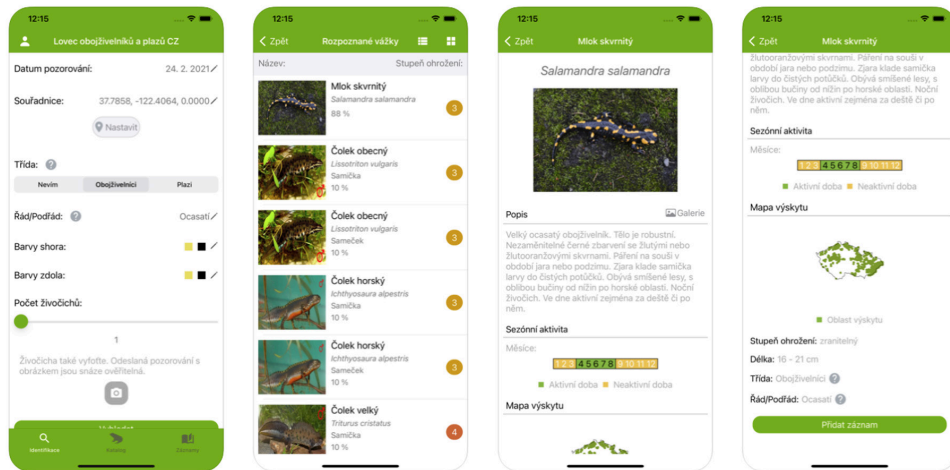 12:15
Lovec obojživelníků a plazů CZ
Datum pozorování:
24. 2. 2021
Souřadnice:
37.7858, -122.4064, 0.0000
Nastavit
Třída: ?
Nevím
Obojživelníci
Plazi
Řád/Podřád: ?
Ocasatí
Barvy shora:
Barvy zdola:
Počet živočichů:
1
Živočicha také vyfoťte. Odeslaná pozorování s
obrázkem jsou snáze ověřitelná.
Identifikace
Katalog
Záznamy
12:15
Zpět
Rozpoznané vážky
Název:
Stupeň ohrožení:
Mlok skvrnitý
Salamandra salamandra
88 %
3
Čolek obecný
Lissotriton vulgaris
Samička
10 %
3
Čolek obecný
Lissotriton vulgaris
Sameček
10 %
3
Čolek horský
Ichthyosaura alpestris
Samička
10 %
3
Čolek horský
Ichthyosaura alpestris
Sameček
10 %
3
Čolek velký
Triturus cristatus
Samička
10 %
4
12:15
Zpět
Mlok skvrnitý
Salamandra salamandra
Popis
Galerie
Velký ocasatý obojživelník. Tělo je robustní.
Nezaměnitelné černé zbarvení se žlutými nebo
žlutooranžovými skvrnami. Páření na souši v
období jara nebo podzimu. Zjara klade samička
larvy do čistých potůčků. Obývá smíšené lesy, s
oblibou bučiny od nížin po horské oblasti. Noční
živočich. Ve dne aktivní zejména za deště či po
něm.
Sezónní aktivita
Měsíce:
1 2 3 4 5 6 7 8 9 10 11 12
Aktivní doba
Neaktivní doba
Mapa výskytu
12:15
Zpět
Mlok skvrnitý
žlutooranžovými skvrnami. Páření na souši v
období jara nebo podzimu. Zjara klade samička
larvy do čistých potůčků. Obývá smíšené lesy, s
oblibou bučiny od nížin po horské oblasti. Noční
živočich. Ve dne aktivní zejména za deště či po
něm.
Sezónní aktivita
Měsíce:
1 2 3 4 5 6 7 8 9 10 11 12
Aktivní doba
Neaktivní doba
Mapa výskytu
Oblast výskytu
Stupeň ohrožení: zranitelný
Délka: 16 - 21 cm
Třída: Obojživelníci ?
Řád/Podřád: Ocasatí ?
Přidat záznam